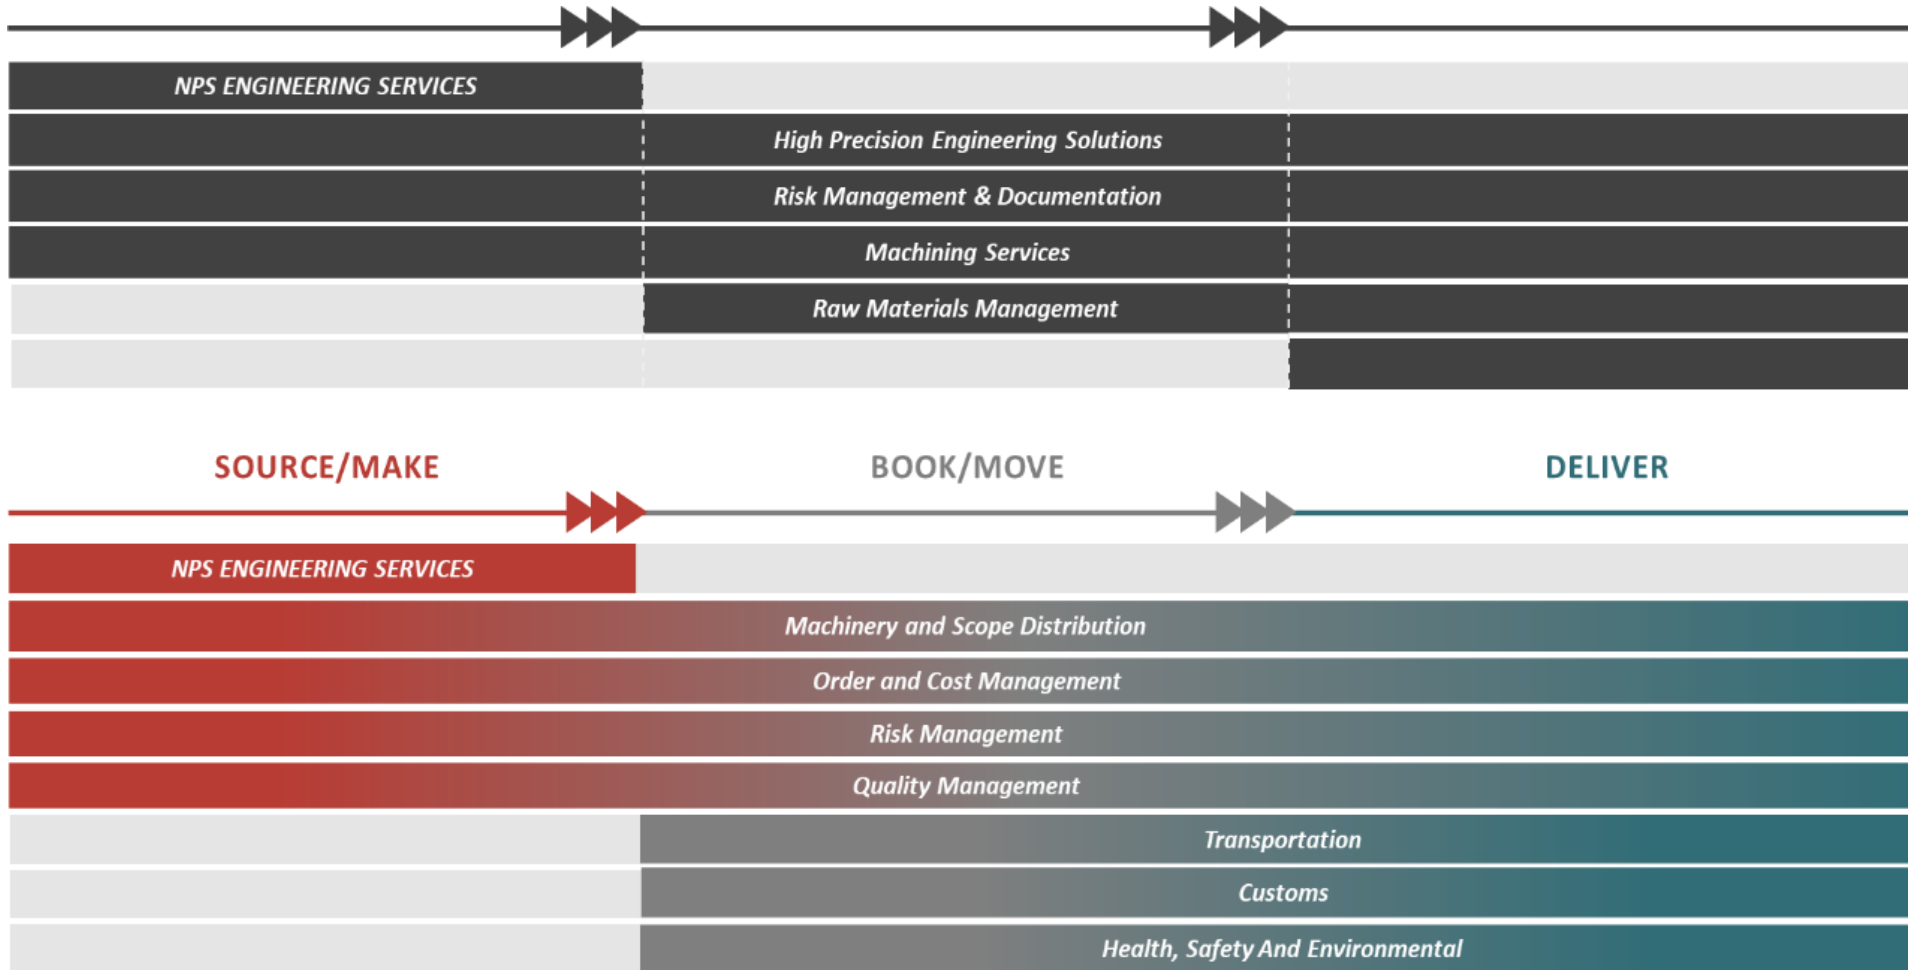 NPS ENGINEERING SERVICES
High Precision Engineering Solutions
Risk Management & Documentation
Machining Services
Raw Materials Management
SOURCE/MAKE
BOOK/MOVE
DELIVER
NPS ENGINEERING SERVICES
Machinery and Scope Distribution
Order and Cost Management
Risk Management
Quality Management
Transportation
Customs
Health, Safety And Environmental